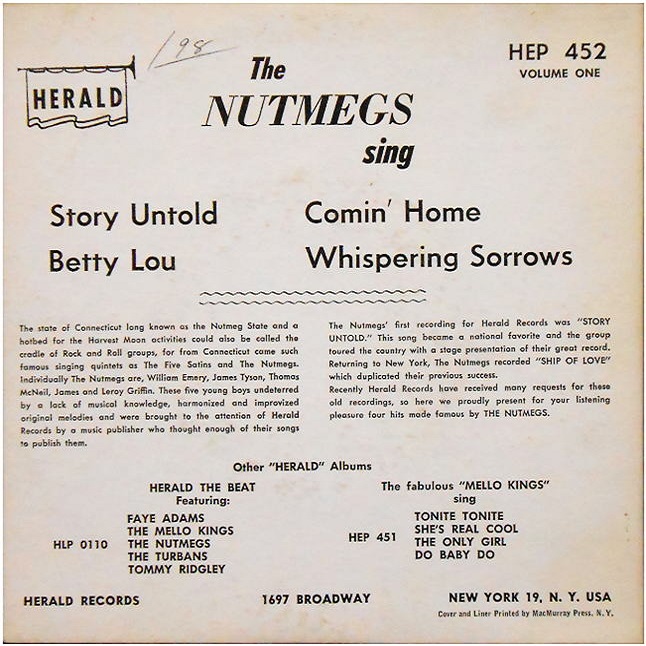 198
HERALD
The
NUTMEGS
sing
HEP 452
VOLUME ONE
Story Untold
Betty Lou
Comin' Home
Whispering Sorrows
The state of Connecticut long known as the Nutmeg State and a
hotbed for the Harvest Moon activities could also be called the
cradle of Rock and Roll groups, for from Connecticut came such
famous singing quintets as The Five Satins and The Nutmegs.
Individually The Nutmegs are, William Emery, James Tyson, Thomas
McNeil, James and Leroy Griffin. These five young boys undeterred
by a lack of musical knowledge, harmonized and improvized
original melodies and were brought to the attention of Herald
Records by a music publisher who thought enough of their songs
to publish them.
The Nutmegs' first recording for Herald Records was "STORY
UNTOLD." This song became a national favorite and the group
toured the country with a stage presentation of their great record.
Returning to New York, The Nutmegs recorded "SHIP OF LOVE"
which duplicated their previous success.
Recently Herald Records have received many requests for these
old recordings, so here we proudly present for your listening
pleasure four hits made famous by THE NUTMEGS.
Other "HERALD" Albums
HERALD THE BEAT
Featuring:
HLP 0110
FAYE ADAMS
THE MELLO KINGS
THE NUTMEGS
THE TURBANS
TOMMY RIDGLEY
The fabulous "MELLO KINGS"
sing
HEP 451
TONITE TONITE
SHE'S REAL COOL
THE ONLY GIRL
DO BABY DO
HERALD RECORDS 1697 BROADWAY NEW YORK 19, N. Y. USA
Cover and Liner Printed by MacMurray Press, N. Y.